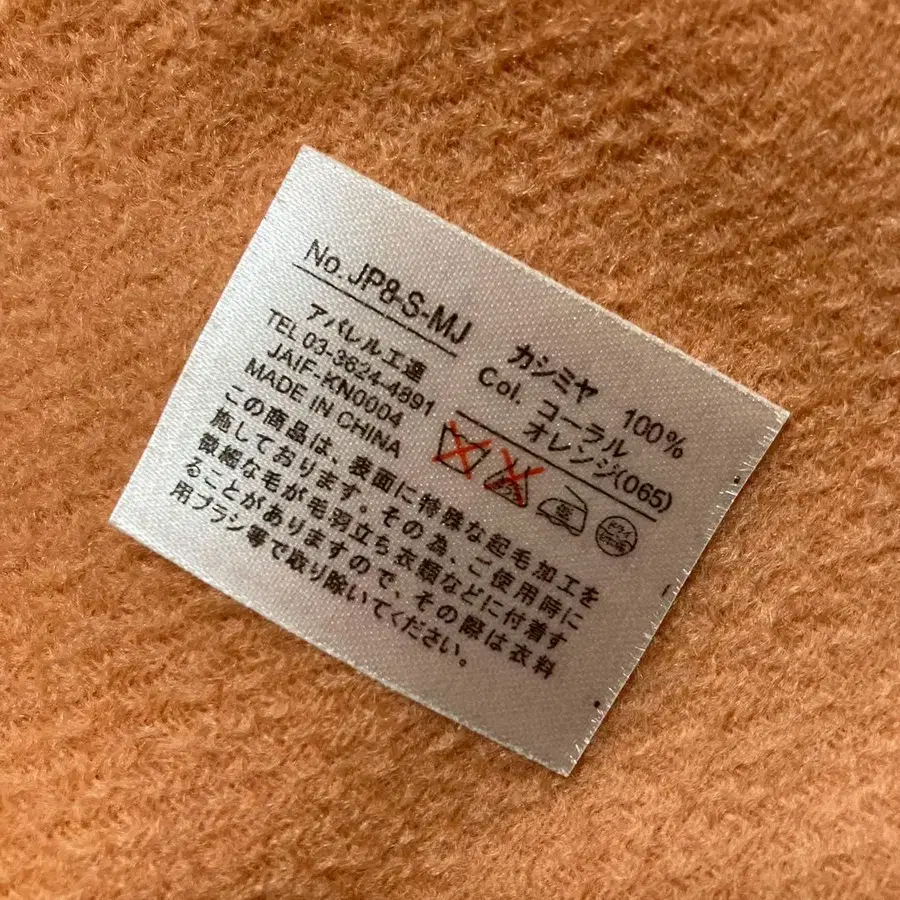 No.JP8-S-MJ
カシミヤ 100%
Col. コーラル
オレンジ(065)
アパレル工連
TEL 03-3624-4891
JAIF-KN0004
MADE IN CHINA
中
ドライ
この商品は、表面に特殊な起毛加工を
施しております。その為、ご使用時に
微細な毛が毛羽立ち衣類などに付着す
ることがありますので、その際は衣料
用ブラシ等で取り除いてください。